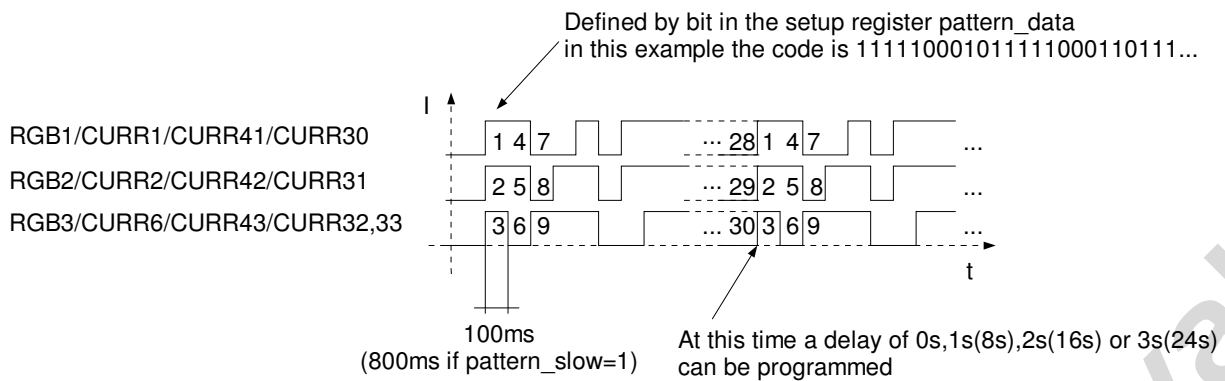 Defined by bit in the setup register pattern_data
in this example the code is 111110001011111000110111...
I
RGB1/CURR1/CURR41/CURR30
1 4 7 ... 28 1 4 7 ...
RGB2/CURR2/CURR42/CURR31
2 5 8 ... 29 2 5 8 ...
RGB3/CURR6/CURR43/CURR32,33
3 6 9 ... 30 3 6 9 ...
t
100ms
(800ms if pattern_slow=1)
At this time a delay of 0s,1s(8s),2s(16s) or 3s(24s)
can be programmed